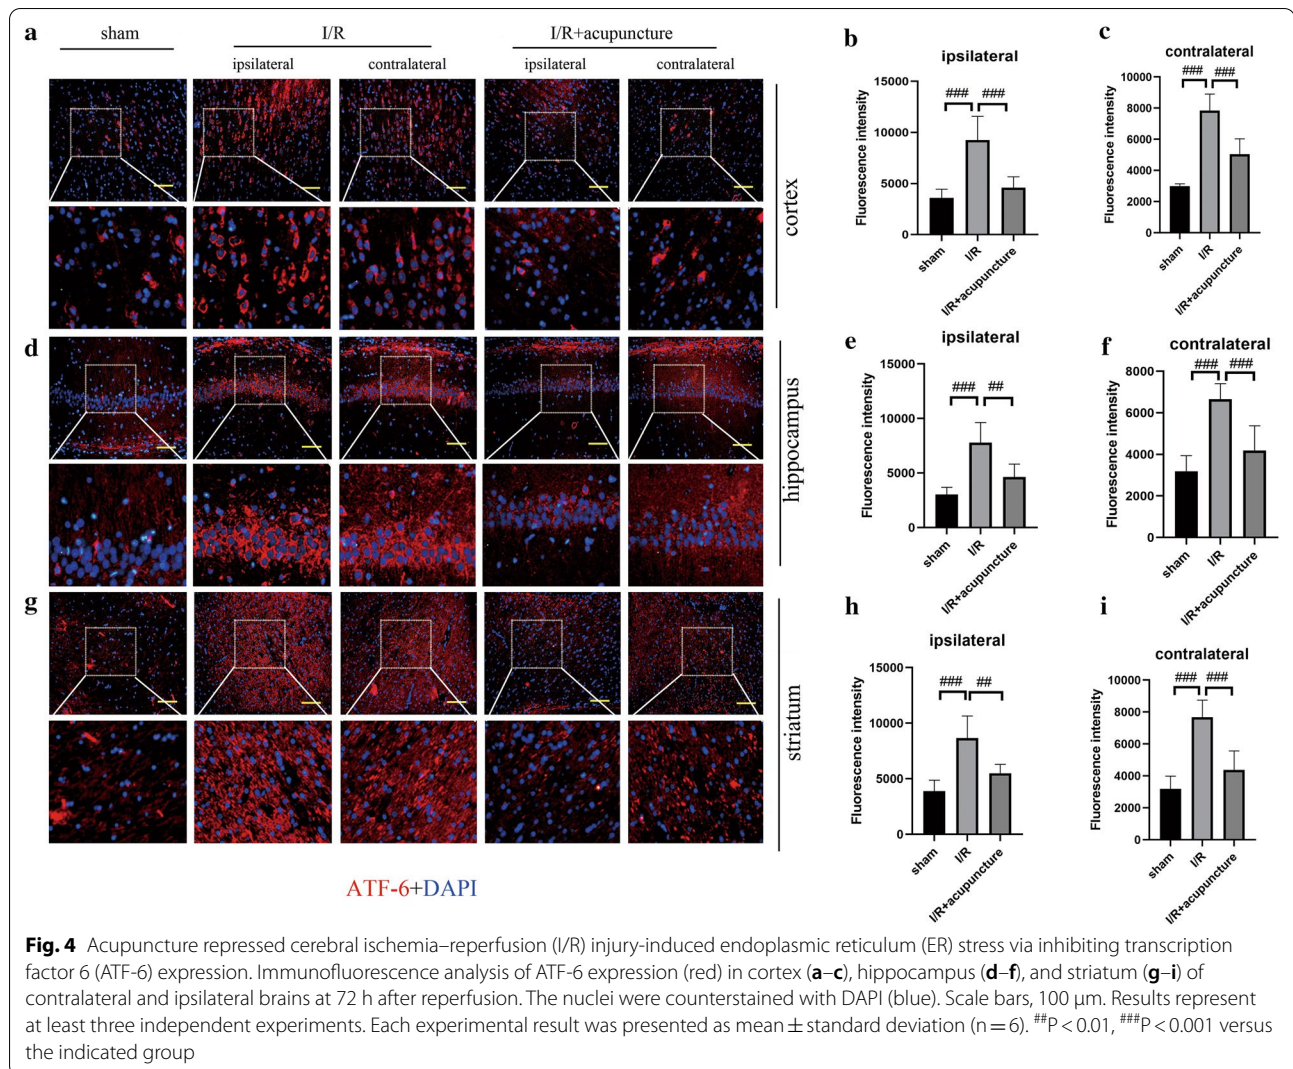 a
sham
I/R
I/R+acupuncture
ipsilateral
contralateral
ipsilateral
contralateral
cortex
b
ipsilateral
Fluorescence intensity
15000
10000
5000
0
###
###
sham
I/R
I/R+acupuncture
c
contralateral
Fluorescence intensity
10000
8000
6000
4000
2000
0
###
###
sham
I/R
I/R+acupuncture
d
hippocampus
e
ipsilateral
Fluorescence intensity
15000
10000
5000
0
###
##
sham
I/R
I/R+acupuncture
f
contralateral
Fluorescence intensity
8000
6000
4000
2000
0
###
###
sham
I/R
I/R+acupuncture
g
striatum
h
ipsilateral
Fluorescence intensity
15000
10000
5000
0
###
##
sham
I/R
I/R+acupuncture
i
contralateral
Fluorescence intensity
10000
8000
6000
4000
2000
0
###
###
sham
I/R
I/R+acupuncture
ATF-6+DAPI
Fig. 4 Acupuncture repressed cerebral ischemia–reperfusion (I/R) injury-induced endoplasmic reticulum (ER) stress via inhibiting transcription
factor 6 (ATF-6) expression. Immunofluorescence analysis of ATF-6 expression (red) in cortex (a–c), hippocampus (d–f), and striatum (g–i) of
contralateral and ipsilateral brains at 72 h after reperfusion. The nuclei were counterstained with DAPI (blue). Scale bars, 100 μm. Results represent
at least three independent experiments. Each experimental result was presented as mean ± standard deviation (n = 6). ##P < 0.01, ###P < 0.001 versus
the indicated group